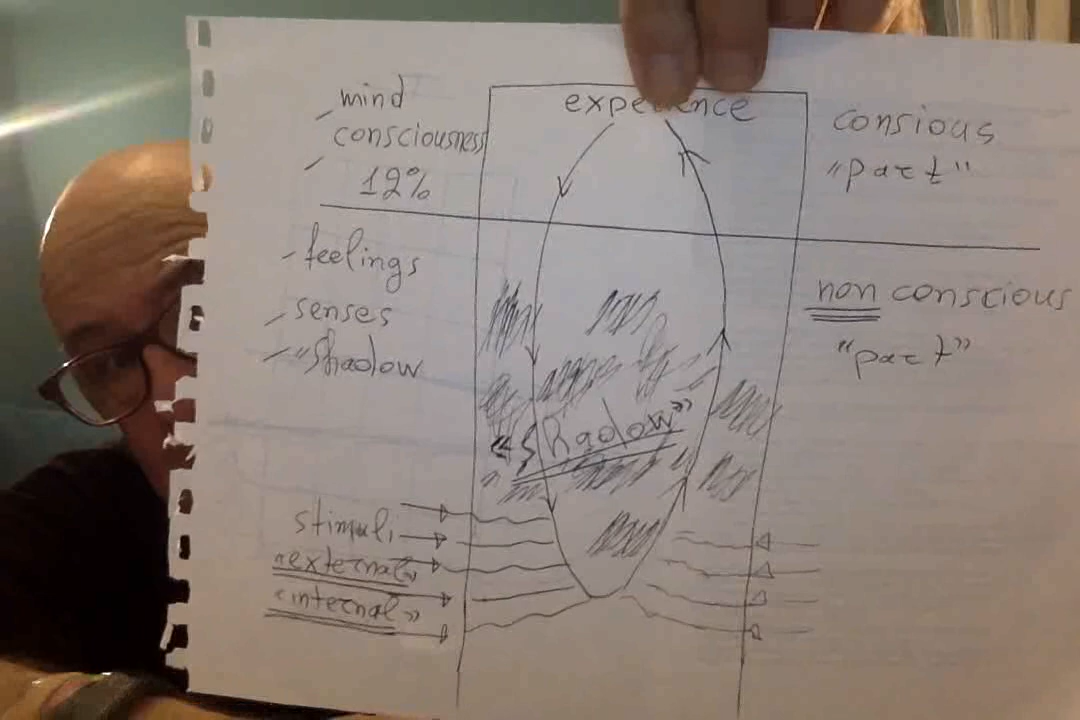 mind
consciousness
12%
experience
consious
"part"
- feelings
- senses
- "Shadow
non conscious
"part"
"Shadow"
stimuli
"external"
"internal"